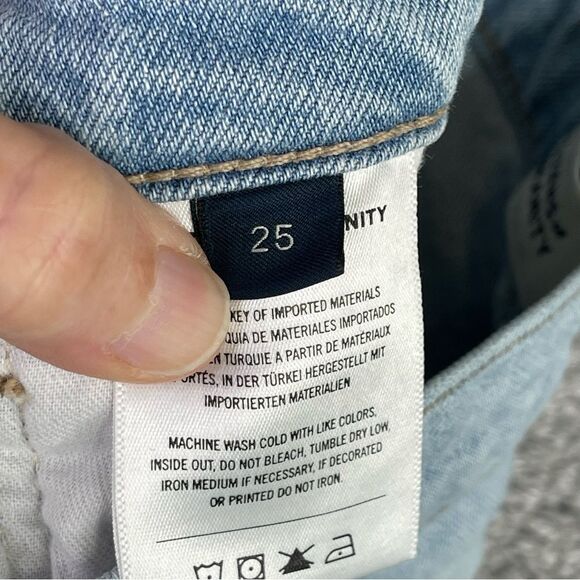 25
NITY
KEY OF IMPORTED MATERIALS
QUIA DE MATERIALES IMPORTADOS
EN TURQUIE A PARTIR DE MATÉRIAUX
RTÉS, IN DER TÜRKEI HERGESTELLT MIT
IMPORTIERTEN MATERIALIEN
MACHINE WASH COLD WITH LIKE COLORS,
INSIDE OUT, DO NOT BLEACH, TUMBLE DRY LOW,
IRON MEDIUM IF NECESSARY, IF DECORATED
OR PRINTED DO NOT IRON.